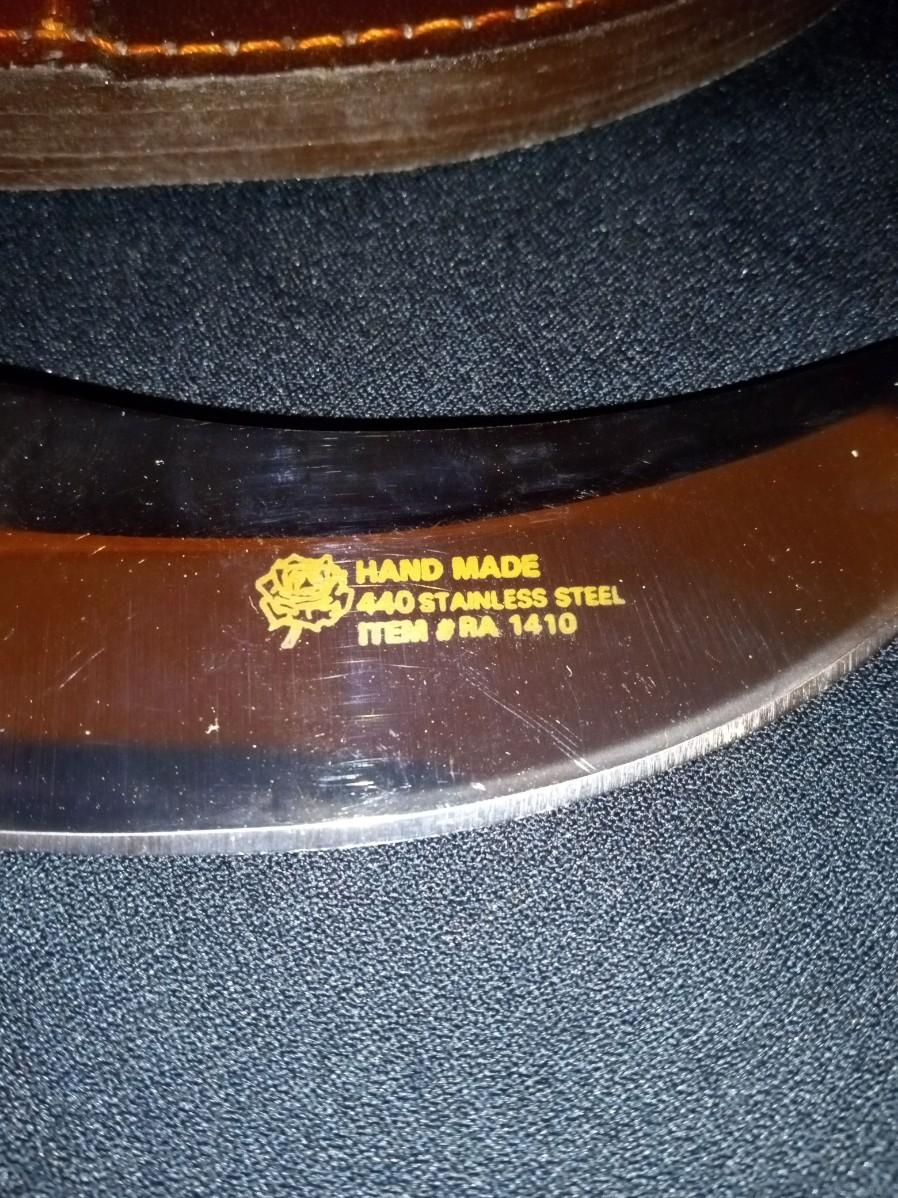 HAND MADE
440 STAINLESS STEEL
ITEM # RA 1410